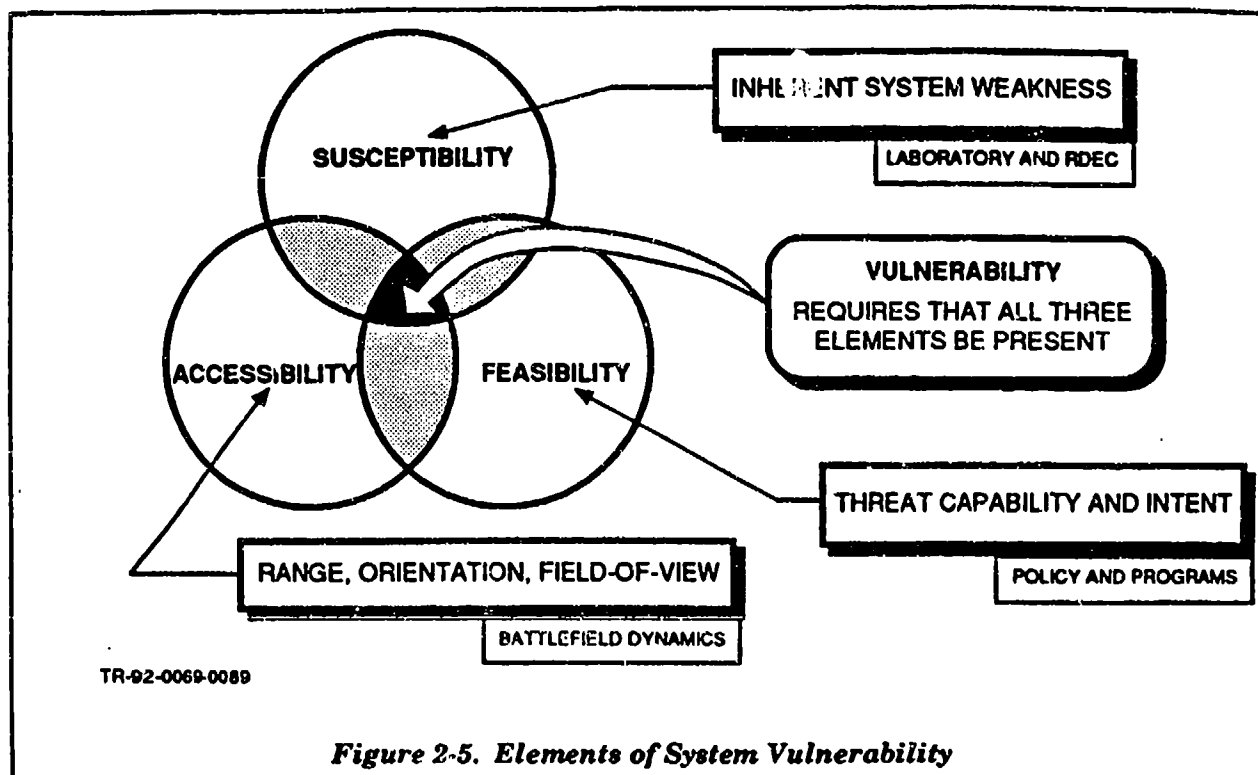 SUSCEPTIBILITY
INHERENT SYSTEM WEAKNESS
LABORATORY AND RDEC
VULNERABILITY
REQUIRES THAT ALL THREE
ELEMENTS BE PRESENT
ACCESSIBILITY
FEASIBILITY
THREAT CAPABILITY AND INTENT
POLICY AND PROGRAMS
RANGE, ORIENTATION, FIELD-OF-VIEW
BATTLEFIELD DYNAMICS
TR-92-0069-0089
Figure 2-5. Elements of System Vulnerability